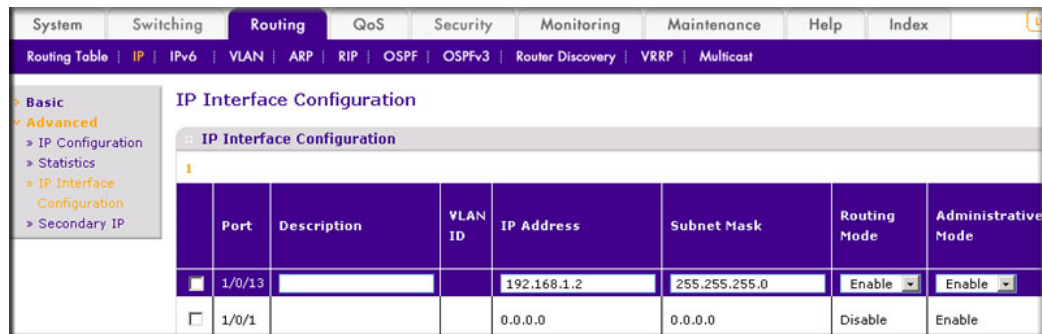 System Switching Routing QoS Security Monitoring Maintenance Help Index
Routing Table | IP | IPv6 | VLAN | ARP | RIP | OSPF | OSPFv3 | Router Discovery | VRRP | Multicast
Basic
Advanced
» IP Configuration
» Statistics
» IP Interface
Configuration
» Secondary IP
IP Interface Configuration
IP Interface Configuration
1
Port Description VLAN ID IP Address Subnet Mask Routing Mode Administrative Mode
1/0/13 192.168.1.2 255.255.255.0 Enable Enable
1/0/1 0.0.0.0 0.0.0.0 Disable Enable